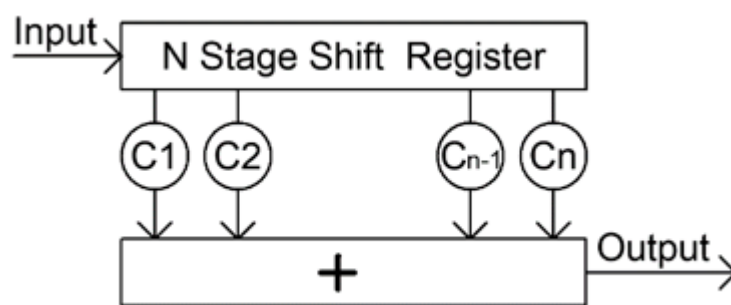 Input
N Stage Shift Register
C1 C2 Cn-1 Cn
+
Output